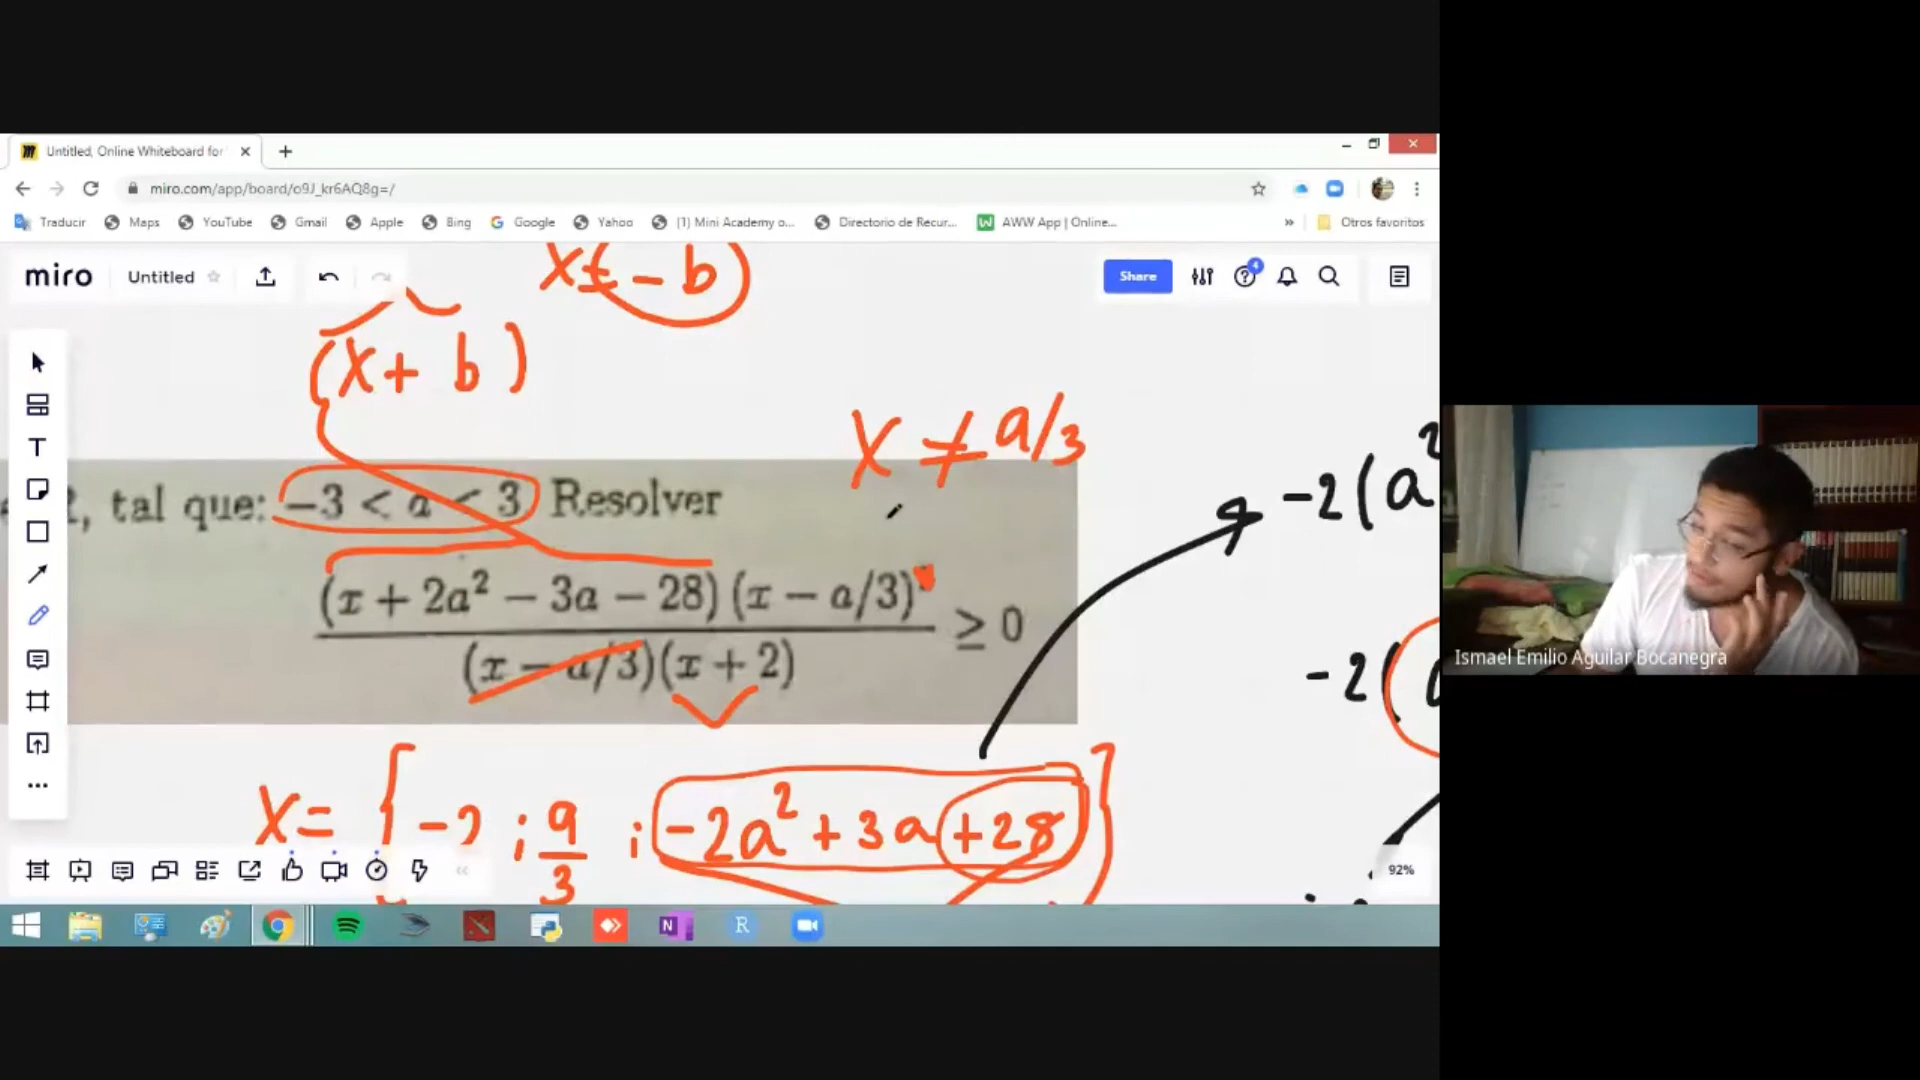 Untitled, Online Whiteboard for
miro.com/app/board/o9J_kr6AQ8g=/
Traducir Maps YouTube Gmail Apple Bing Google Yahoo (1) Mini Academy o... Directorio de Recur... AWW App | Online... » Otros favoritos
miro Untitled Share 4
x - b)
(x + b)
x ≠ a/3
tal que: -3 < a < 3 Resolver
(x + 2a² - 3a - 28)(x - a/3)
(x - a/3)(x + 2) ≥ 0
-2(a²
-2(
x = { -2 ; a/3 ; -2a² + 3a + 28 }
92%
Ismael Emilio Aguilar Bocanegra